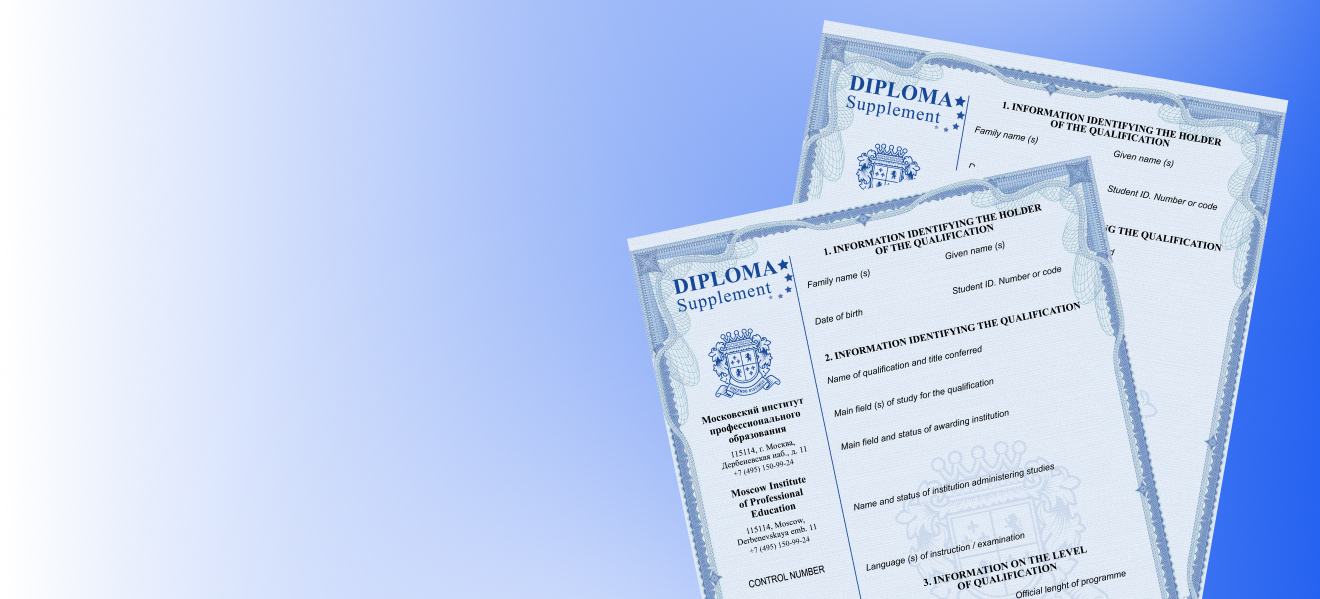 DIPLOMA
Supplement
1. INFORMATION IDENTIFYING THE HOLDER
OF THE QUALIFICATION
Family name (s)
Given name (s)
Student ID. Number or code
NG THE QUALIFICATION
DIPLOMA
Supplement
Московский институт
профессионального
образования
115114, г. Москва,
Дербеневская наб., д. 11
+7 (495) 150-99-24
Moscow Institute
of Professional
Education
115114, Moscow,
Derbenevskaya emb. 11
+7 (495) 150-99-24
CONTROL NUMBER
1. INFORMATION IDENTIFYING THE HOLDER
OF THE QUALIFICATION
Family name (s)
Given name (s)
Date of birth
Student ID. Number or code
2. INFORMATION IDENTIFYING THE QUALIFICATION
Name of qualification and title conferred
Main field (s) of study for the qualification
Main field and status of awarding institution
Name and status of institution administering studies
Language (s) of instruction / examination
3. INFORMATION ON THE LEVEL
OF QUALIFICATION
Official lenght of programme